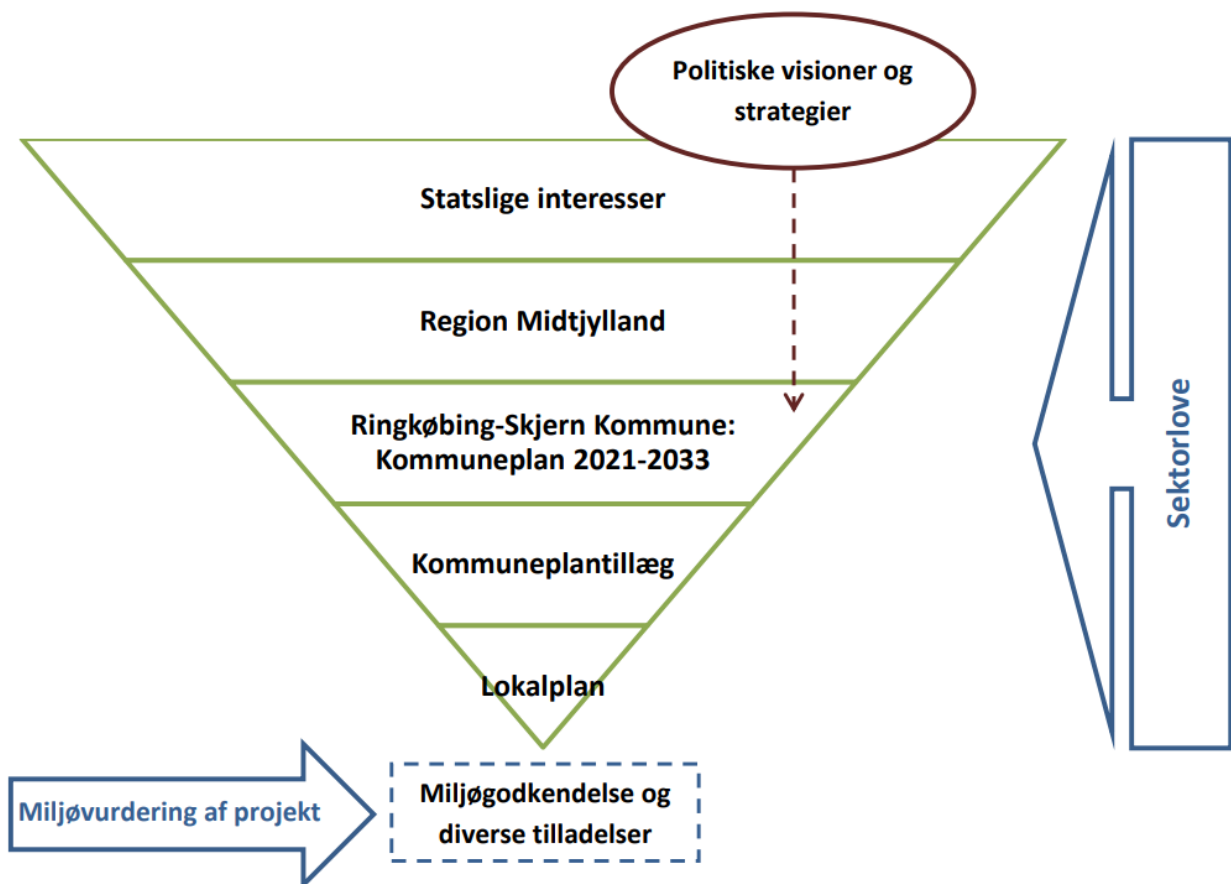 Politiske visioner og
strategier
Statslige interesser
Region Midtjylland
Ringkøbing-Skjern Kommune:
Kommuneplan 2021-2033
Kommuneplantillæg
Lokalplan
Sektorlove
Miljøvurdering af projekt
Miljøgodkendelse og
diverse tilladelser